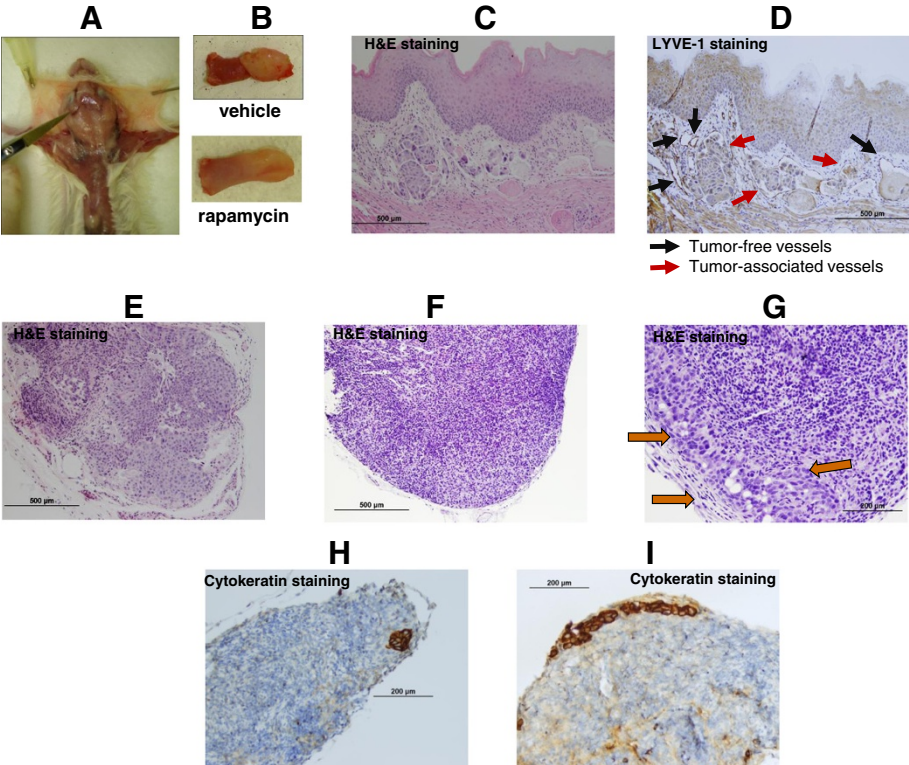 A
B
C
D
vehicle
rapamycin
H&E staining
500 µm
LYVE-1 staining
500 µm
Tumor-free vessels
Tumor-associated vessels
E
F
G
H&E staining
500 µm
H&E staining
500 µm
H&E staining
200 µm
H
I
Cytokeratin staining
200 µm
200 µm
Cytokeratin staining